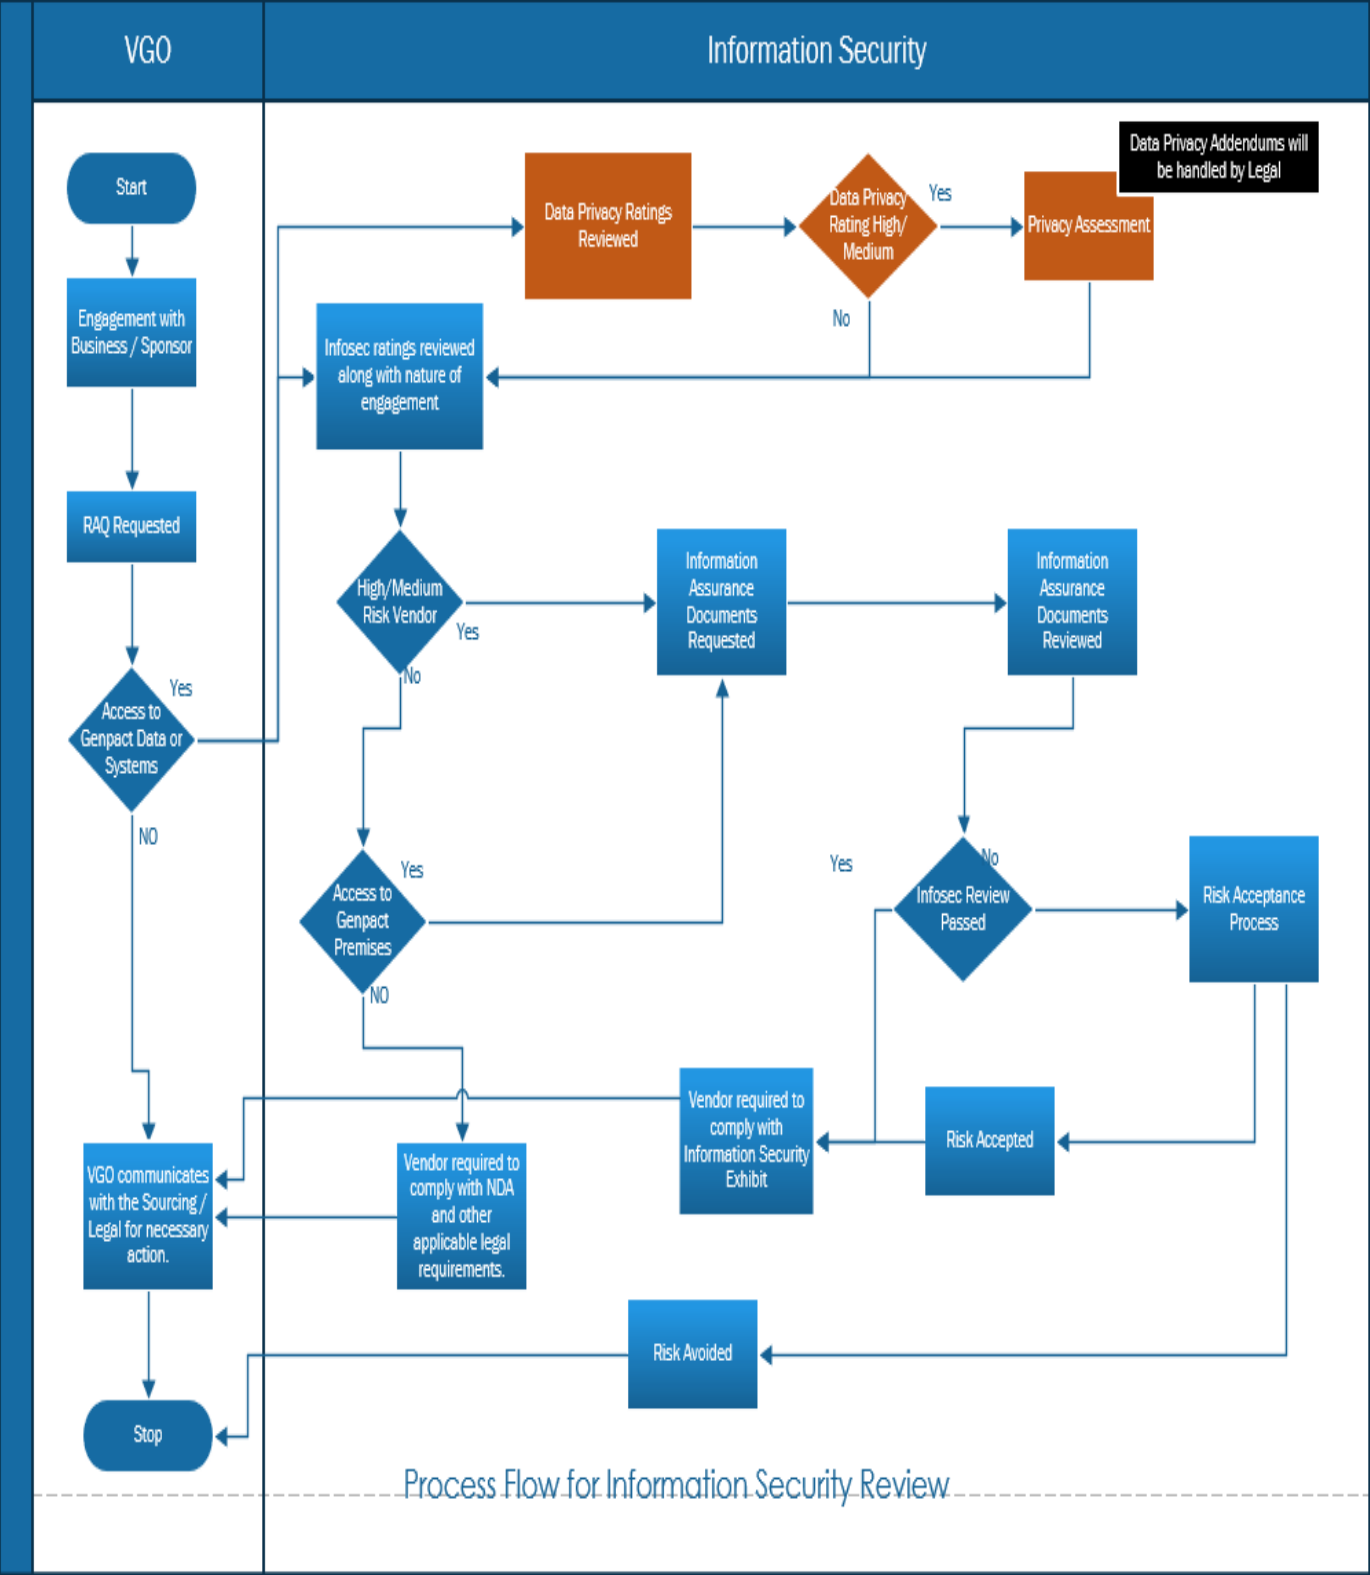 VGO
Information Security
Data Privacy Addendums will
be handled by Legal
Start
Data Privacy Ratings
Reviewed
Data Privacy
Rating High/
Medium
Yes
Privacy Assessment
No
Engagement with
Business / Sponsor
Infosec ratings reviewed
along with nature of
engagement
RAQ Requested
High/Medium
Risk Vendor
Yes
No
Information
Assurance
Documents
Requested
Information
Assurance
Documents
Reviewed
Yes
Access to
Genpact Data or
Systems
NO
Access to
Genpact
Premises
Yes
NO
Yes
No
Infosec Review
Passed
Risk Acceptance
Process
Vendor required to
comply with
Information Security
Exhibit
Risk Accepted
VGO communicates
with the Sourcing /
Legal for necessary
action.
Vendor required to
comply with NDA
and other
applicable legal
requirements.
Risk Avoided
Stop
Process Flow for Information Security Review